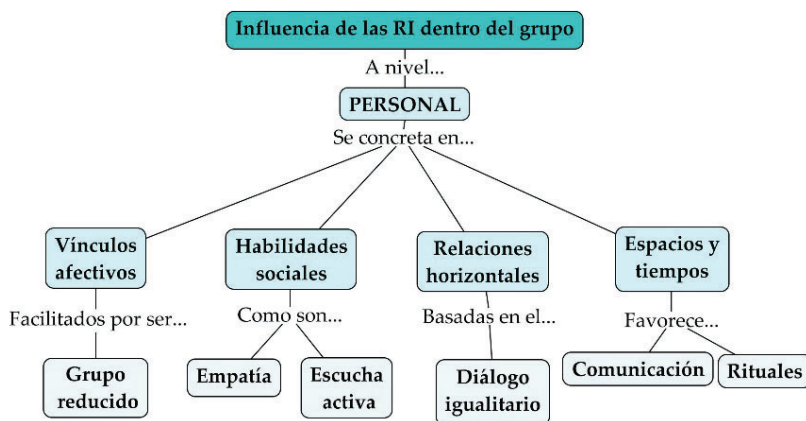 Influencia de las RI dentro del grupo
A nivel...
PERSONAL
Se concreta en...
Vínculos
afectivos
Habilidades
sociales
Relaciones
horizontales
Espacios y
tiempos
Facilitados por ser...
Como son...
Basadas en el...
Favorece...
Grupo
reducido
Empatía
Escucha
activa
Diálogo
igualitario
Comunicación
Rituales